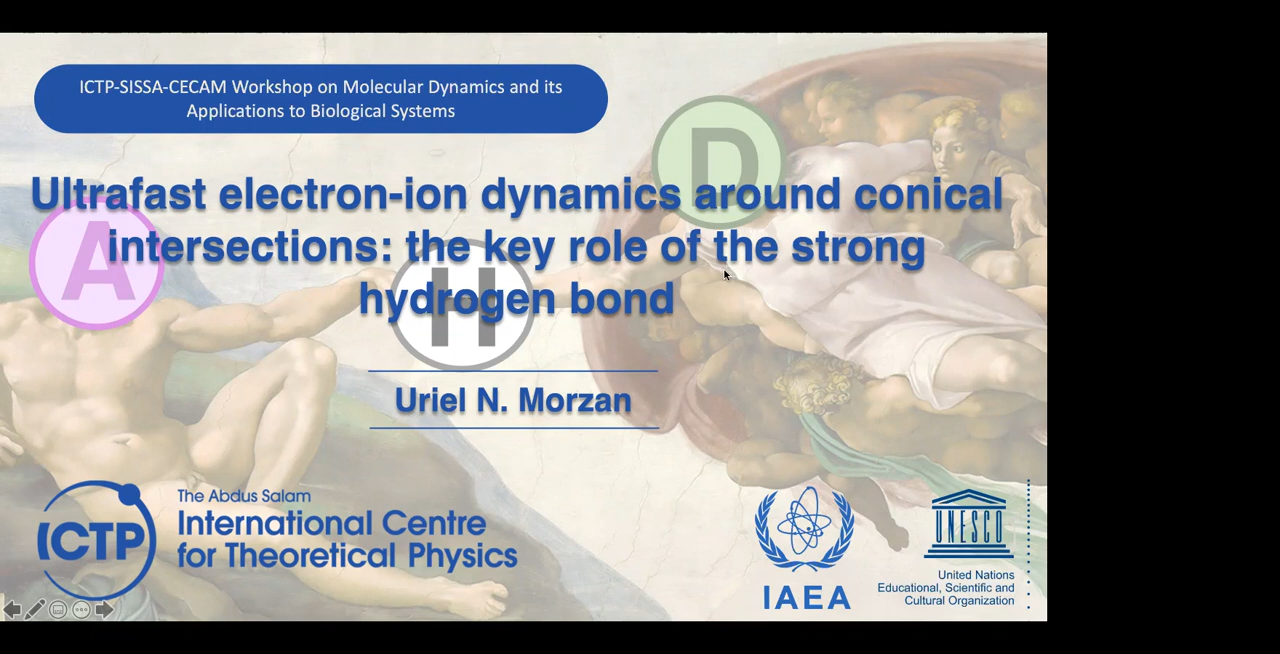 ICTP-SISSA-CECAM Workshop on Molecular Dynamics and its
Applications to Biological Systems
D
Ultrafast electron-ion dynamics around conical
A
intersections: the key role of the strong
H
hydrogen bond
Uriel N. Morzan
ICTP
The Abdus Salam
International Centre
for Theoretical Physics
IAEA
UNESCO
United Nations
Educational, Scientific and
Cultural Organization